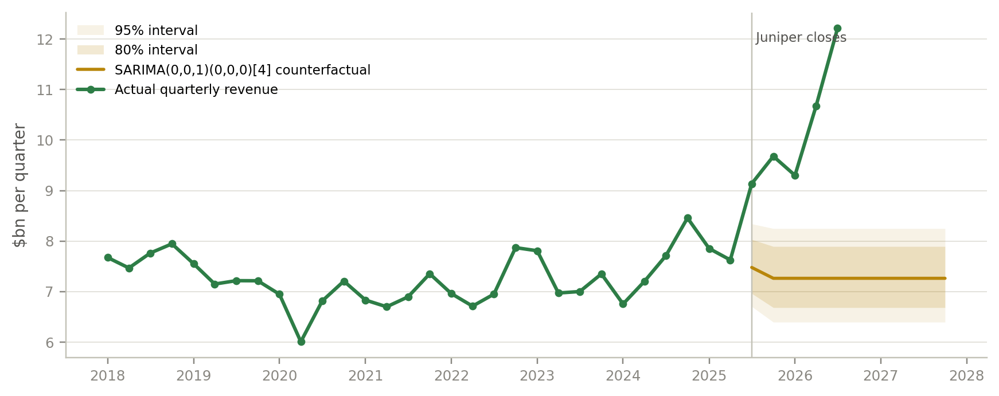 95% interval
80% interval
SARIMA(0,0,1)(0,0,0)[4] counterfactual
Actual quarterly revenue
Juniper closes
$bn per quarter
12
11
10
9
8
7
6
2018 2019 2020 2021 2022 2023 2024 2025 2026 2027 2028